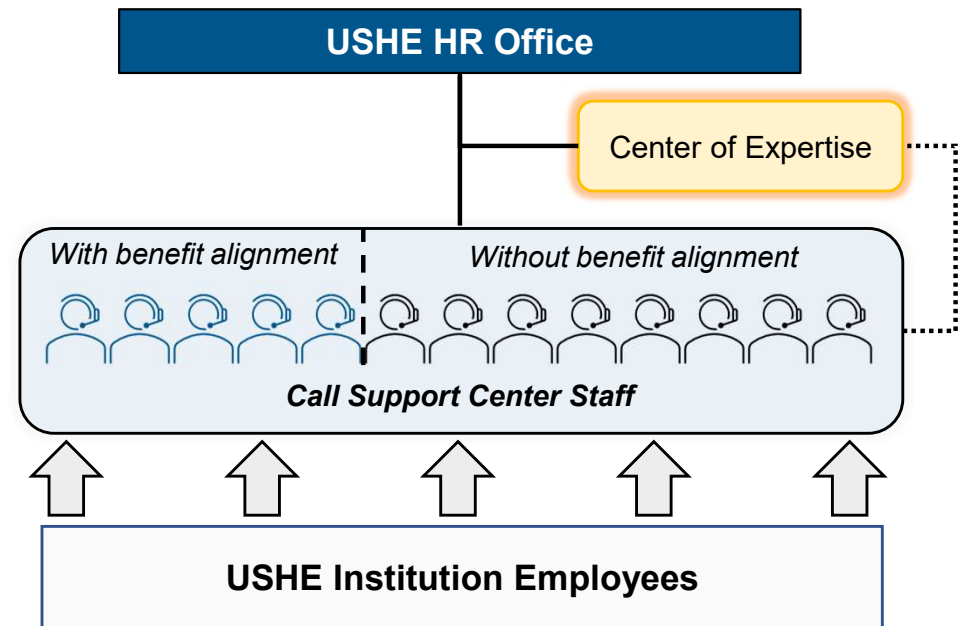 USHE HR Office
Center of Expertise
With benefit alignment
Without benefit alignment
Call Support Center Staff
USHE Institution Employees